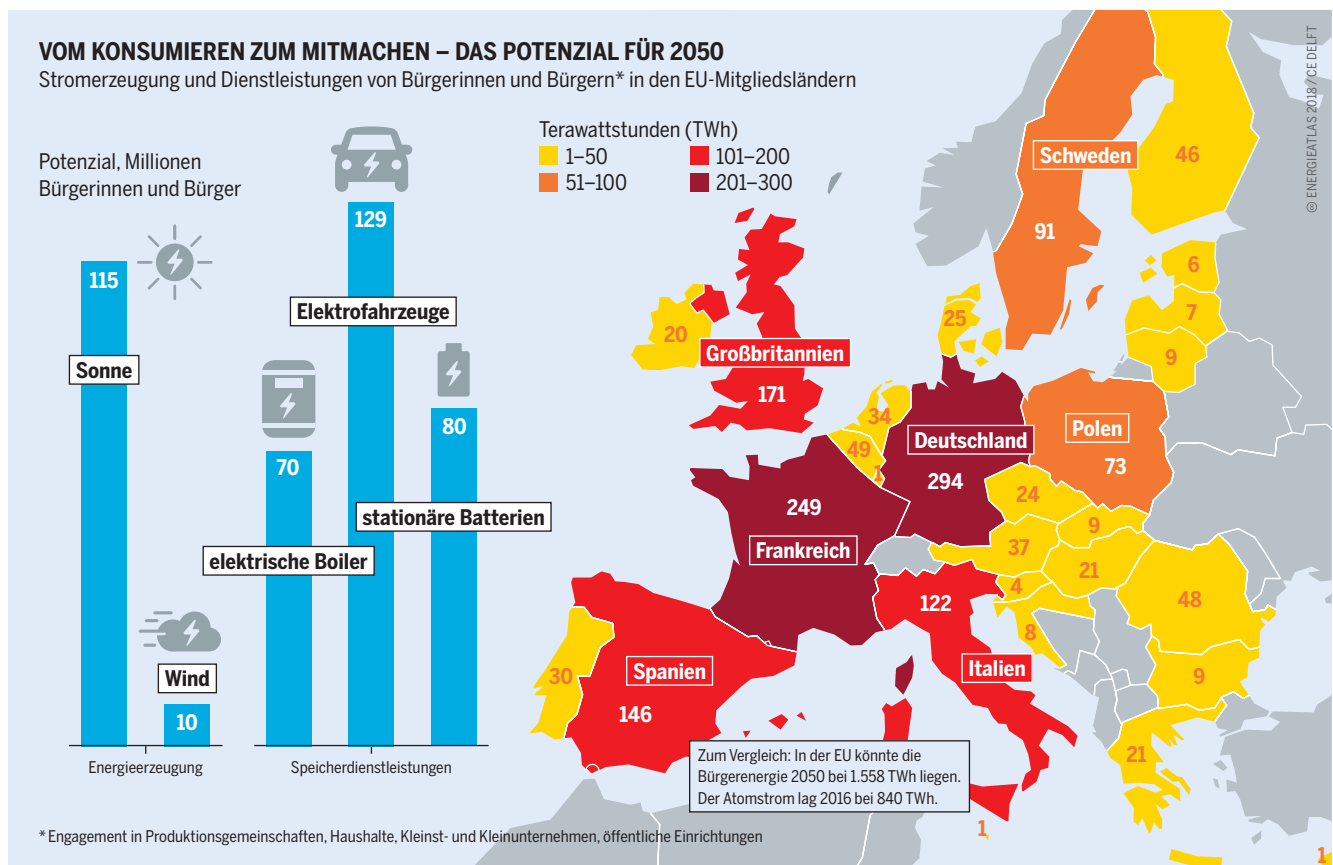 VOM KONSUMIEREN ZUM MITMACHEN – DAS POTENZIAL FÜR 2050
Stromerzeugung und Dienstleistungen von Bürgerinnen und Bürgern* in den EU-Mitgliedsländern
Potenzial, Millionen
Bürgerinnen und Bürger
115
Sonne
10
Wind
Energieerzeugung
70
elektrische Boiler
129
Elektrofahrzeuge
80
stationäre Batterien
Speicherdienstleistungen
Terawattstunden (TWh)
1–50
51–100
101–200
201–300
Schweden
91
46
6
7
9
25
20
Großbritannien
171
34
49
1
Deutschland
294
Polen
73
24
9
37
21
4
8
48
9
21
249
Frankreich
122
Italien
30
Spanien
146
1
1
Zum Vergleich: In der EU könnte die
Bürgerenergie 2050 bei 1.558 TWh liegen.
Der Atomstrom lag 2016 bei 840 TWh.
* Engagement in Produktionsgemeinschaften, Haushalte, Kleinst- und Kleinunternehmen, öffentliche Einrichtungen
© ENERGIEATLAS 2018 / CE DELFT